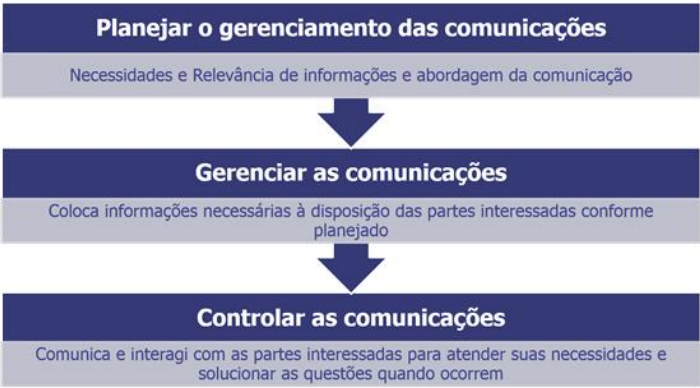 Planejar o gerenciamento das comunicações
Necessidades e Relevância de informações e abordagem da comunicação
Gerenciar as comunicações
Coloca informações necessárias à disposição das partes interessadas conforme
planejado
Controlar as comunicações
Comunica e interagi com as partes interessadas para atender suas necessidades e
solucionar as questões quando ocorrem